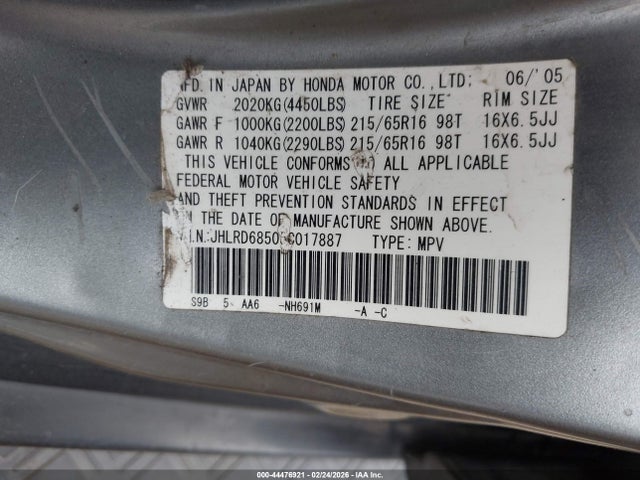 MFD. IN JAPAN BY HONDA MOTOR CO.,LTD; 06/'05
GVWR 2020KG(4450LBS) TIRE SIZE RIM SIZE
GAWR F 1000KG(2200LBS) 215/65R16 98T 16X6.5JJ
GAWR R 1040KG(2290LBS) 215/65R16 98T 16X6.5JJ
THIS VEHICLE CONFORMS TO ALL APPLICABLE
FEDERAL MOTOR VEHICLE SAFETY
AND THEFT PREVENTION STANDARDS IN EFFECT
ON THE DATE OF MANUFACTURE SHOWN ABOVE.
V.I.N.: TYPE: MPV
S9B 5 AA6 -NH691M -A -C
000-44476921 - 02/24/2026 - IAA Inc.